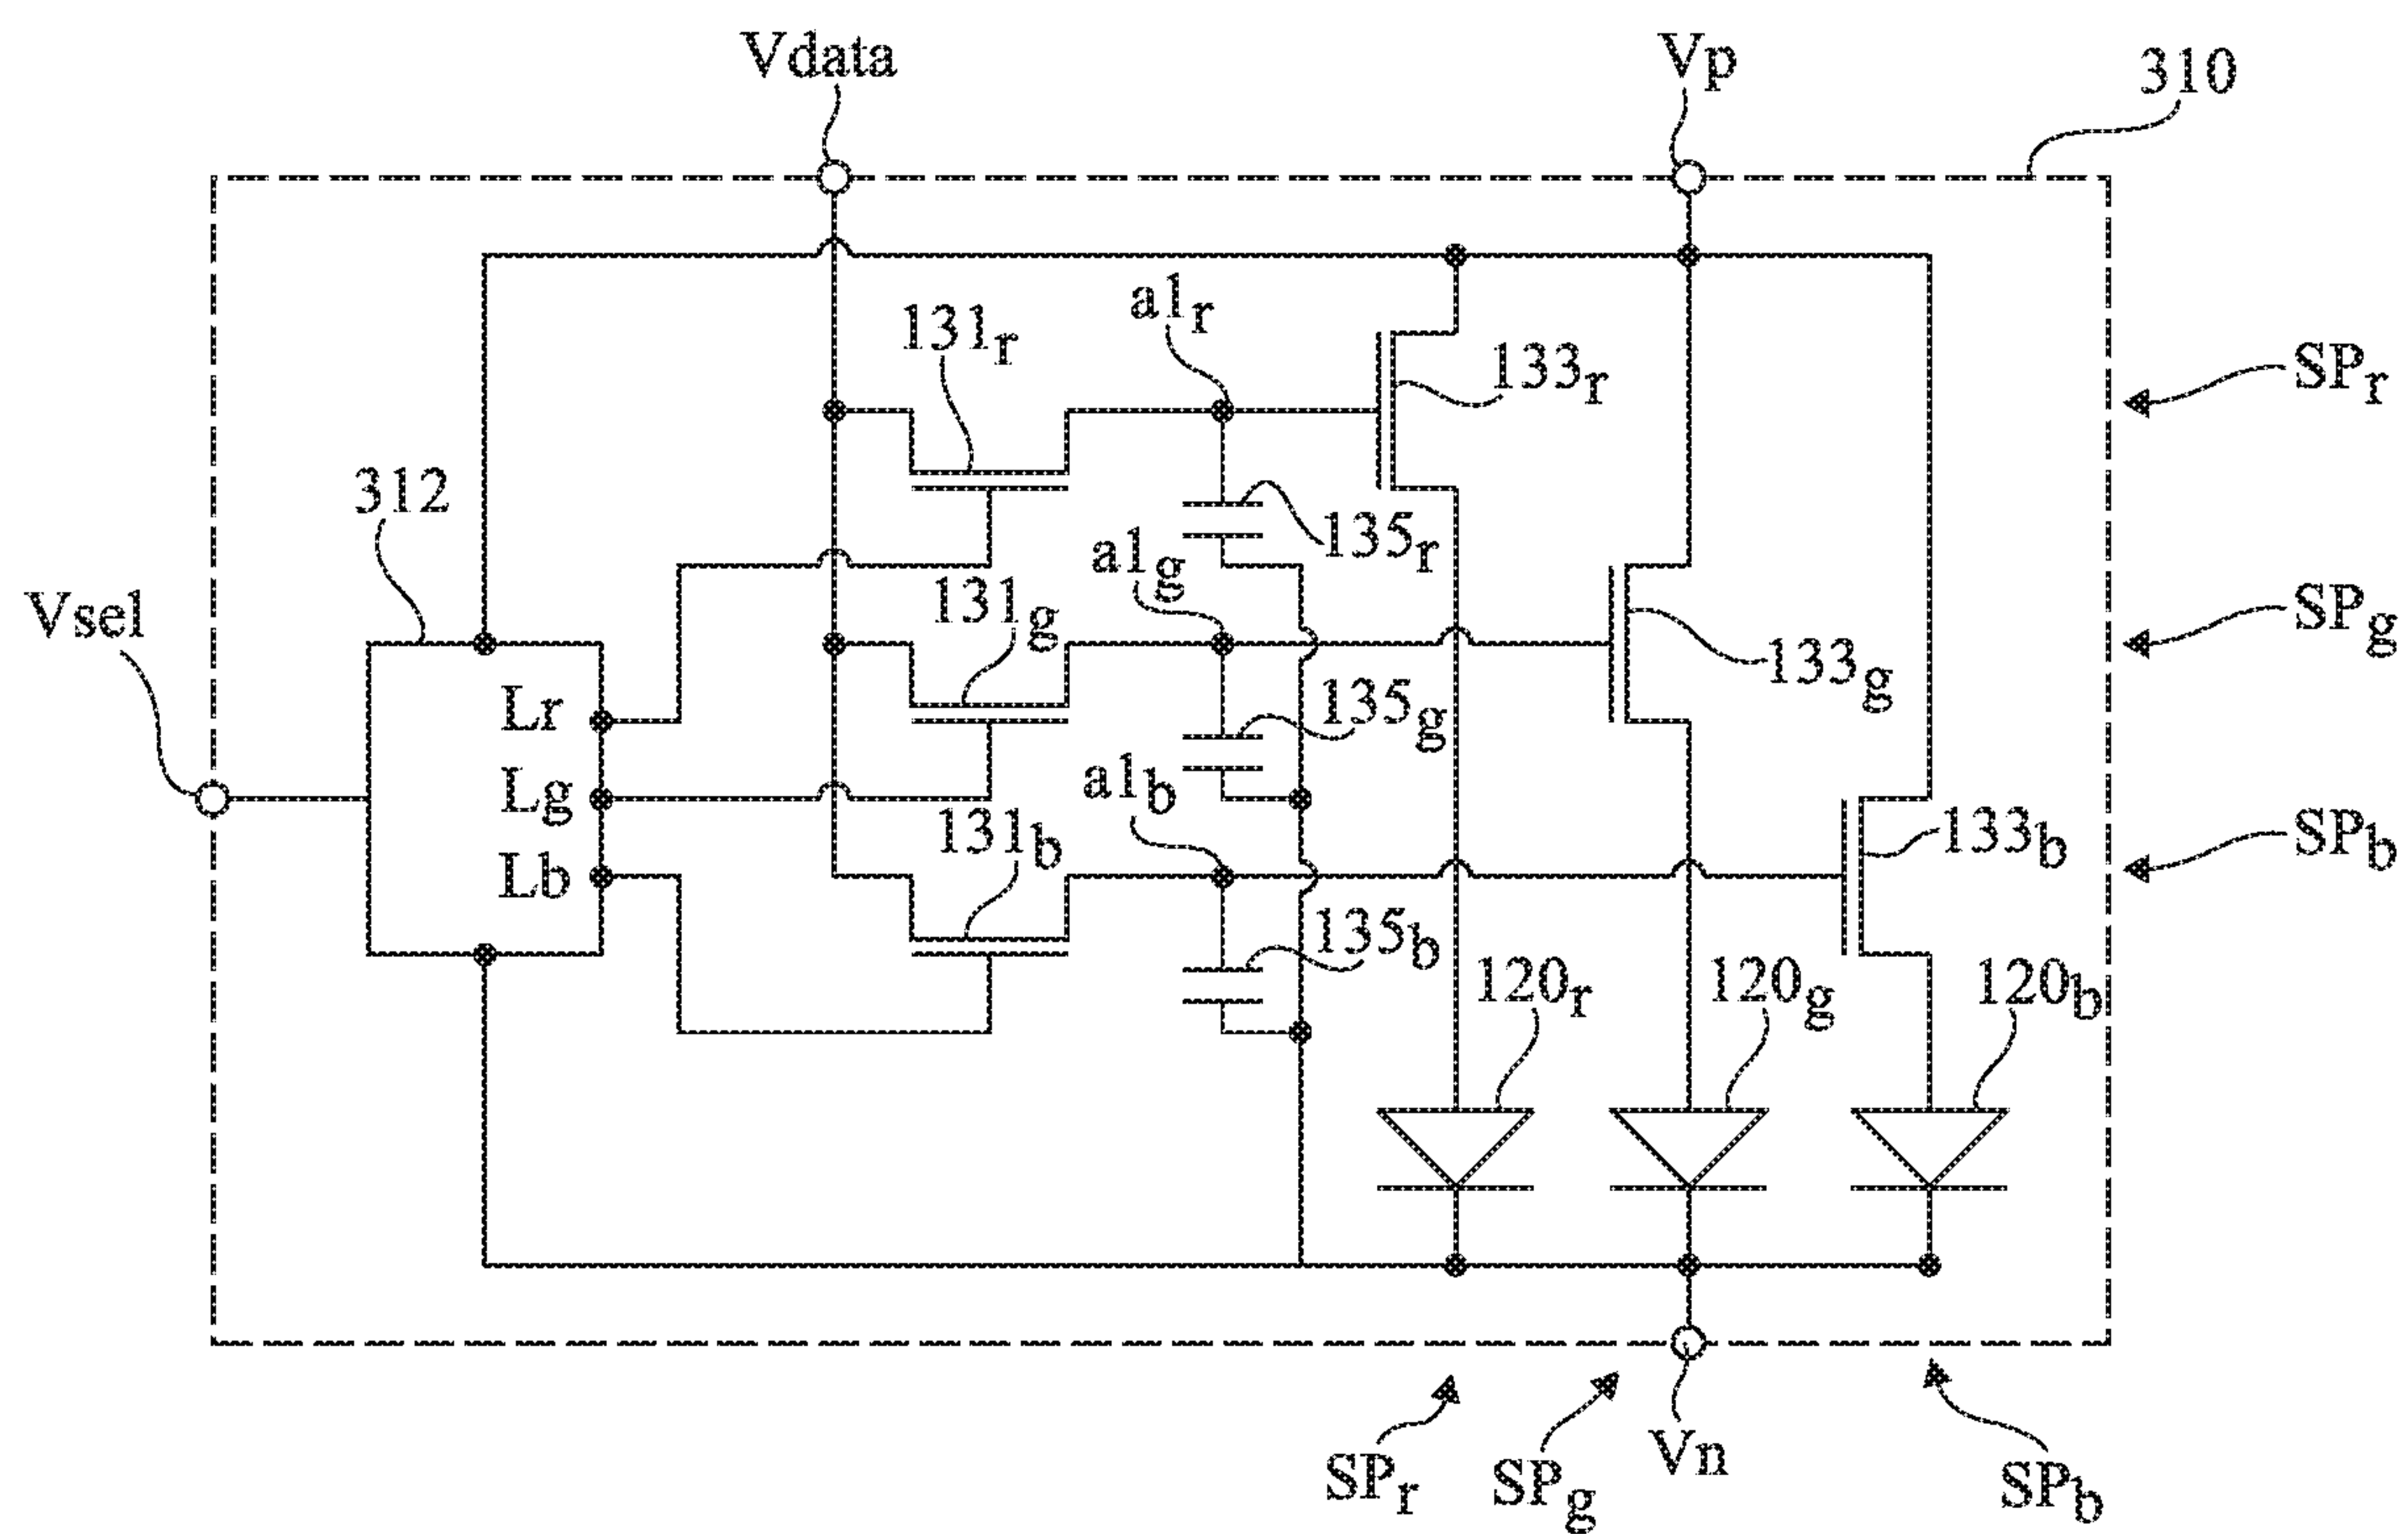 Vdata
Vp
310
a1r
131r
133r
SPr
312
135r
a1g
131g
Vsel
SPg
133g
Lr
135g
Lg
a1b
131b
133b
SPb
Lb
135b
120r
120g
120b
Vn
SPr
SPg
SPb